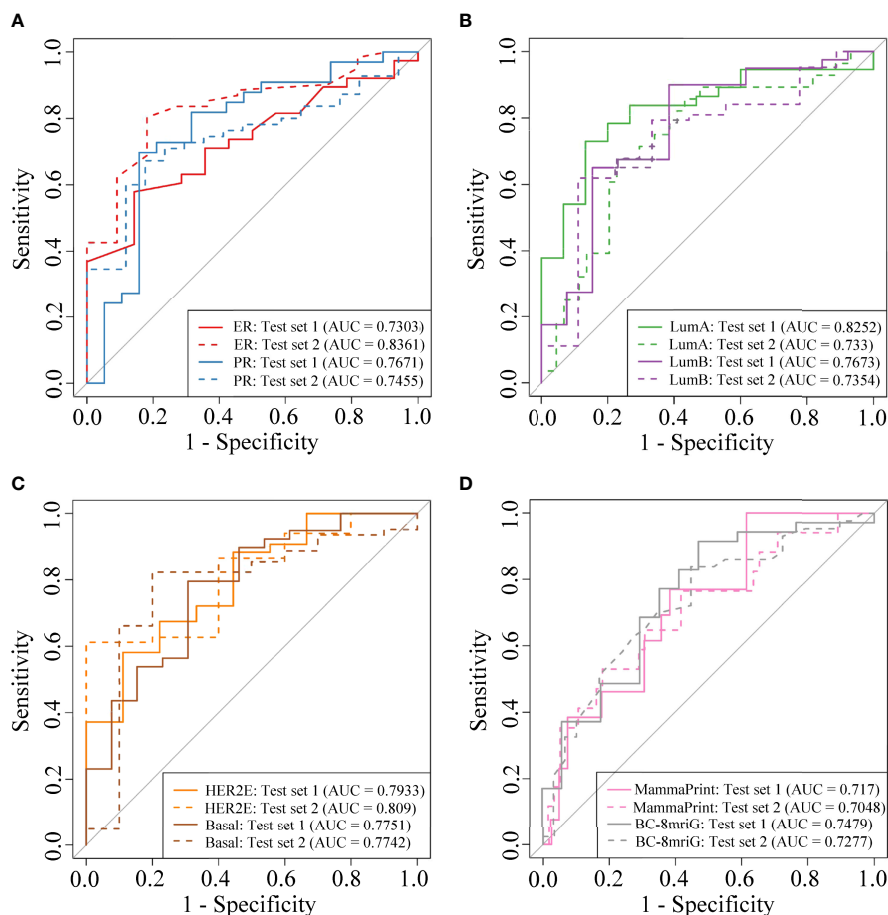 A
Sensitivity
0.0 0.2 0.4 0.6 0.8 1.0
ER: Test set 1 (AUC = 0.7303)
ER: Test set 2 (AUC = 0.8361)
PR: Test set 1 (AUC = 0.7671)
PR: Test set 2 (AUC = 0.7455)
0.0 0.2 0.4 0.6 0.8 1.0
1 - Specificity
B
Sensitivity
0.0 0.2 0.4 0.6 0.8 1.0
LumA: Test set 1 (AUC = 0.8252)
LumA: Test set 2 (AUC = 0.733)
LumB: Test set 1 (AUC = 0.7673)
LumB: Test set 2 (AUC = 0.7354)
0.0 0.2 0.4 0.6 0.8 1.0
1 - Specificity
C
Sensitivity
0.0 0.2 0.4 0.6 0.8 1.0
HER2E: Test set 1 (AUC = 0.7933)
HER2E: Test set 2 (AUC = 0.809)
Basal: Test set 1 (AUC = 0.7751)
Basal: Test set 2 (AUC = 0.7742)
0.0 0.2 0.4 0.6 0.8 1.0
1 - Specificity
D
Sensitivity
0.0 0.2 0.4 0.6 0.8 1.0
MammaPrint: Test set 1 (AUC = 0.717)
MammaPrint: Test set 2 (AUC = 0.7048)
BC-8mriG: Test set 1 (AUC = 0.7479)
BC-8mriG: Test set 2 (AUC = 0.7277)
0.0 0.2 0.4 0.6 0.8 1.0
1 - Specificity